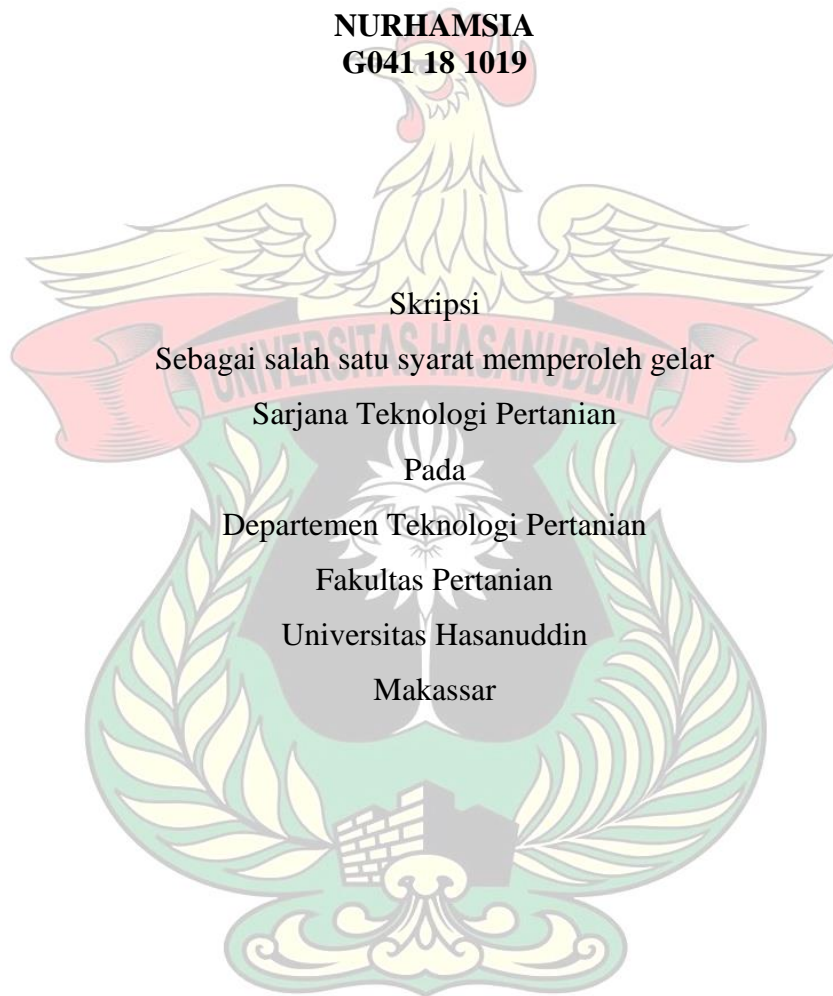 NURHAMSIA
G041 18 1019
Skripsi
UNIVERSITAS HASANUDDIN
Sebagai salah satu syarat memperoleh gelar
Sarjana Teknologi Pertanian
Pada
Departemen Teknologi Pertanian
Fakultas Pertanian
Universitas Hasanuddin
Makassar